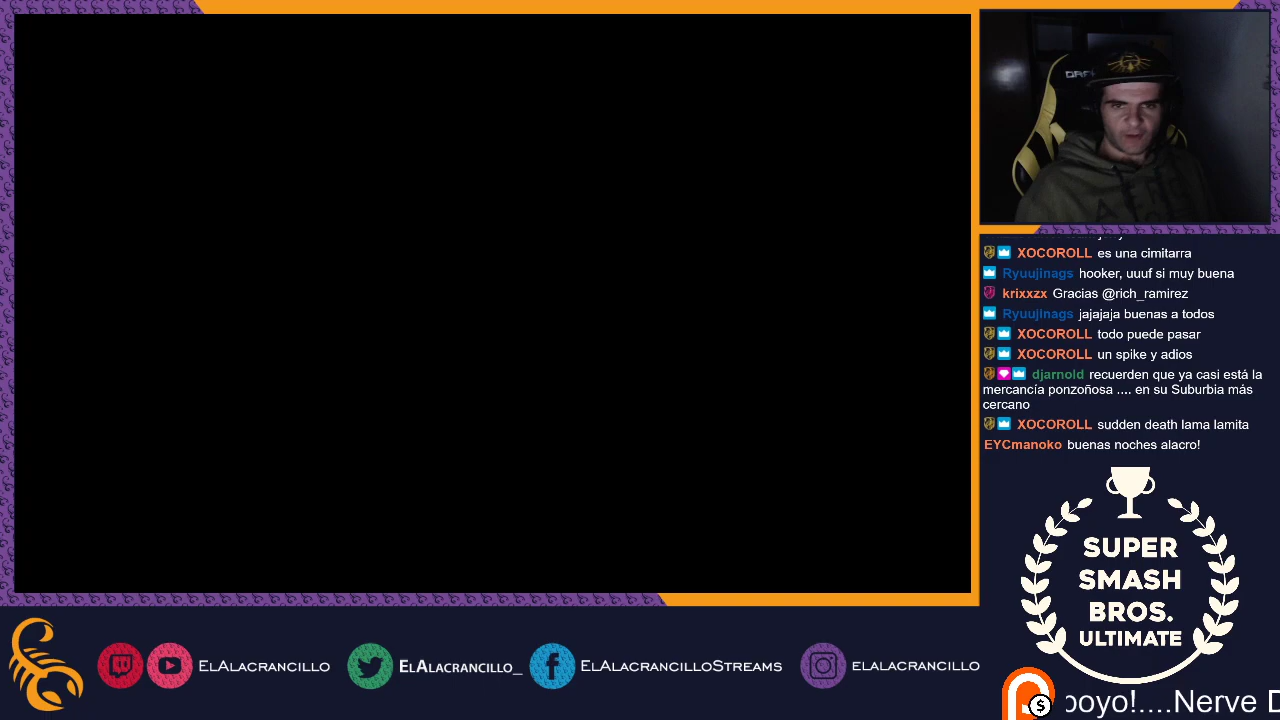 XOCOROLL es una cimitarra
Ryuujinags hooker, uuuf si muy buena
krixxzx Gracias @rich_ramirez
Ryuujinags jajajaja buenas a todos
XOCOROLL todo puede pasar
XOCOROLL un spike y adios
djarnold recuerden que ya casi está la
mercancía ponzoñosa .... en su Suburbia más
cercano
XOCOROLL sudden death lama lamita
EYCmanoko buenas noches alacro!
SUPER
SMASH
BROS.
ULTIMATE
ElAlacrancillo
ElAlacrancillo_
ElAlacrancilloStreams
elalacrancillo
poyo!....Nerve D